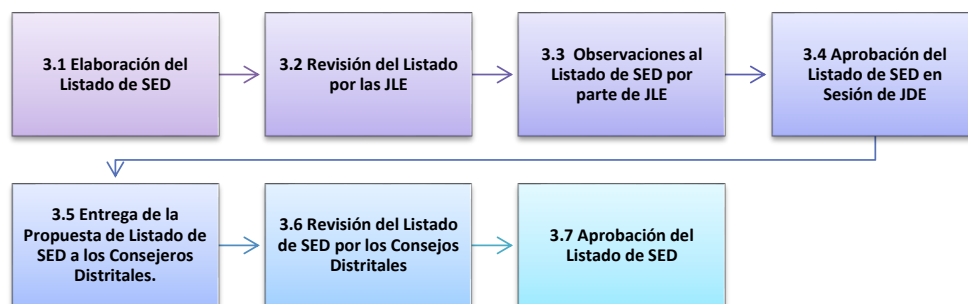 3.1 Elaboración del
Listado de SED
3.2 Revisión del Listado
por las JLE
3.3 Observaciones al
Listado de SED por
parte de JLE
3.4 Aprobación del
Listado de SED en
Sesión de JDE
3.5 Entrega de la
Propuesta de Listado de
SED a los Consejeros
Distritales.
3.6 Revisión del Listado
de SED por los Consejos
Distritales
3.7 Aprobación del
Listado de SED